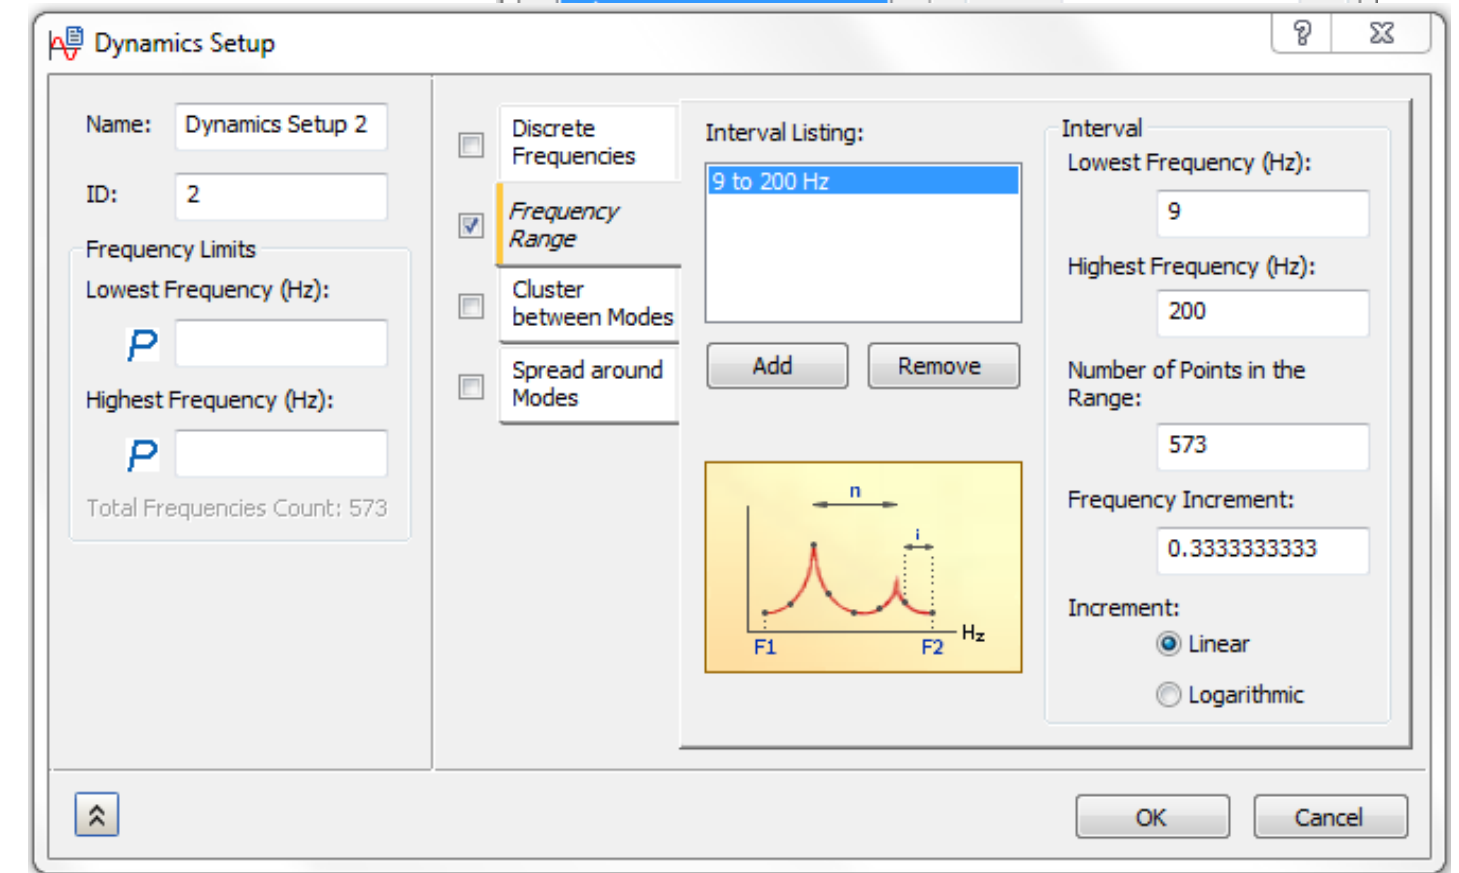 Dynamics Setup
Name: Dynamics Setup 2
ID: 2
Frequency Limits
Lowest Frequency (Hz):
Highest Frequency (Hz):
Total Frequencies Count: 573
Discrete
Frequencies
Frequency
Range
Cluster
between Modes
Spread around
Modes
Interval Listing:
9 to 200 Hz
Add Remove
n
i
F1 F2 Hz
Interval
Lowest Frequency (Hz):
9
Highest Frequency (Hz):
200
Number of Points in the
Range:
573
Frequency Increment:
0.3333333333
Increment:
Linear
Logarithmic
OK Cancel